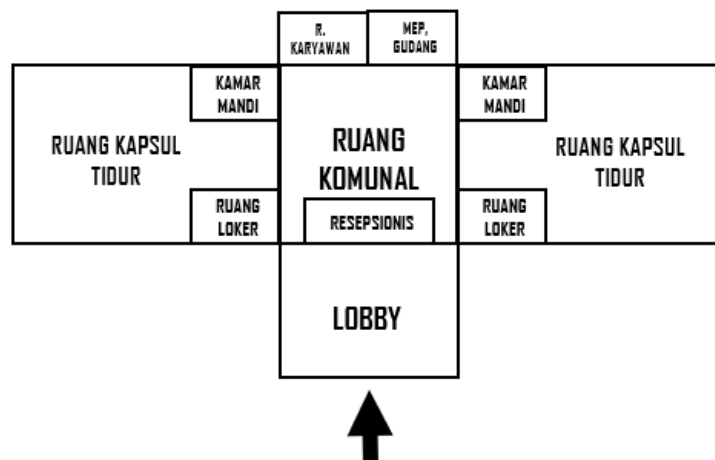 R.
KARYAWAN
MEP,
GUDANG
KAMAR
MANDI
KAMAR
MANDI
RUANG KAPSUL
TIDUR
RUANG
KOMUNAL
RUANG KAPSUL
TIDUR
RUANG
LOKER
RESEPSIONIS
RUANG
LOKER
LOBBY